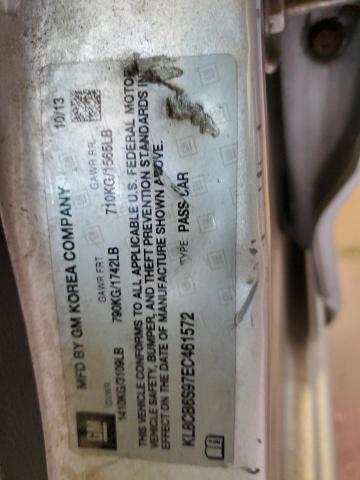 MFD BY GM KOREA COMPANY 10/13
GVWR GAWR FRT GAWR RR
1410KG/3109LB 790KG/1742LB 710KG/1565LB
THIS VEHICLE CONFORMS TO ALL APPLICABLE U.S. FEDERAL MOTOR
VEHICLE SAFETY, BUMPER, AND THEFT PREVENTION STANDARDS IN
EFFECT ON THE DATE OF MANUFACTURE SHOWN ABOVE.
KL8CB6S97EC461572 TYPE: PASS CAR
GM